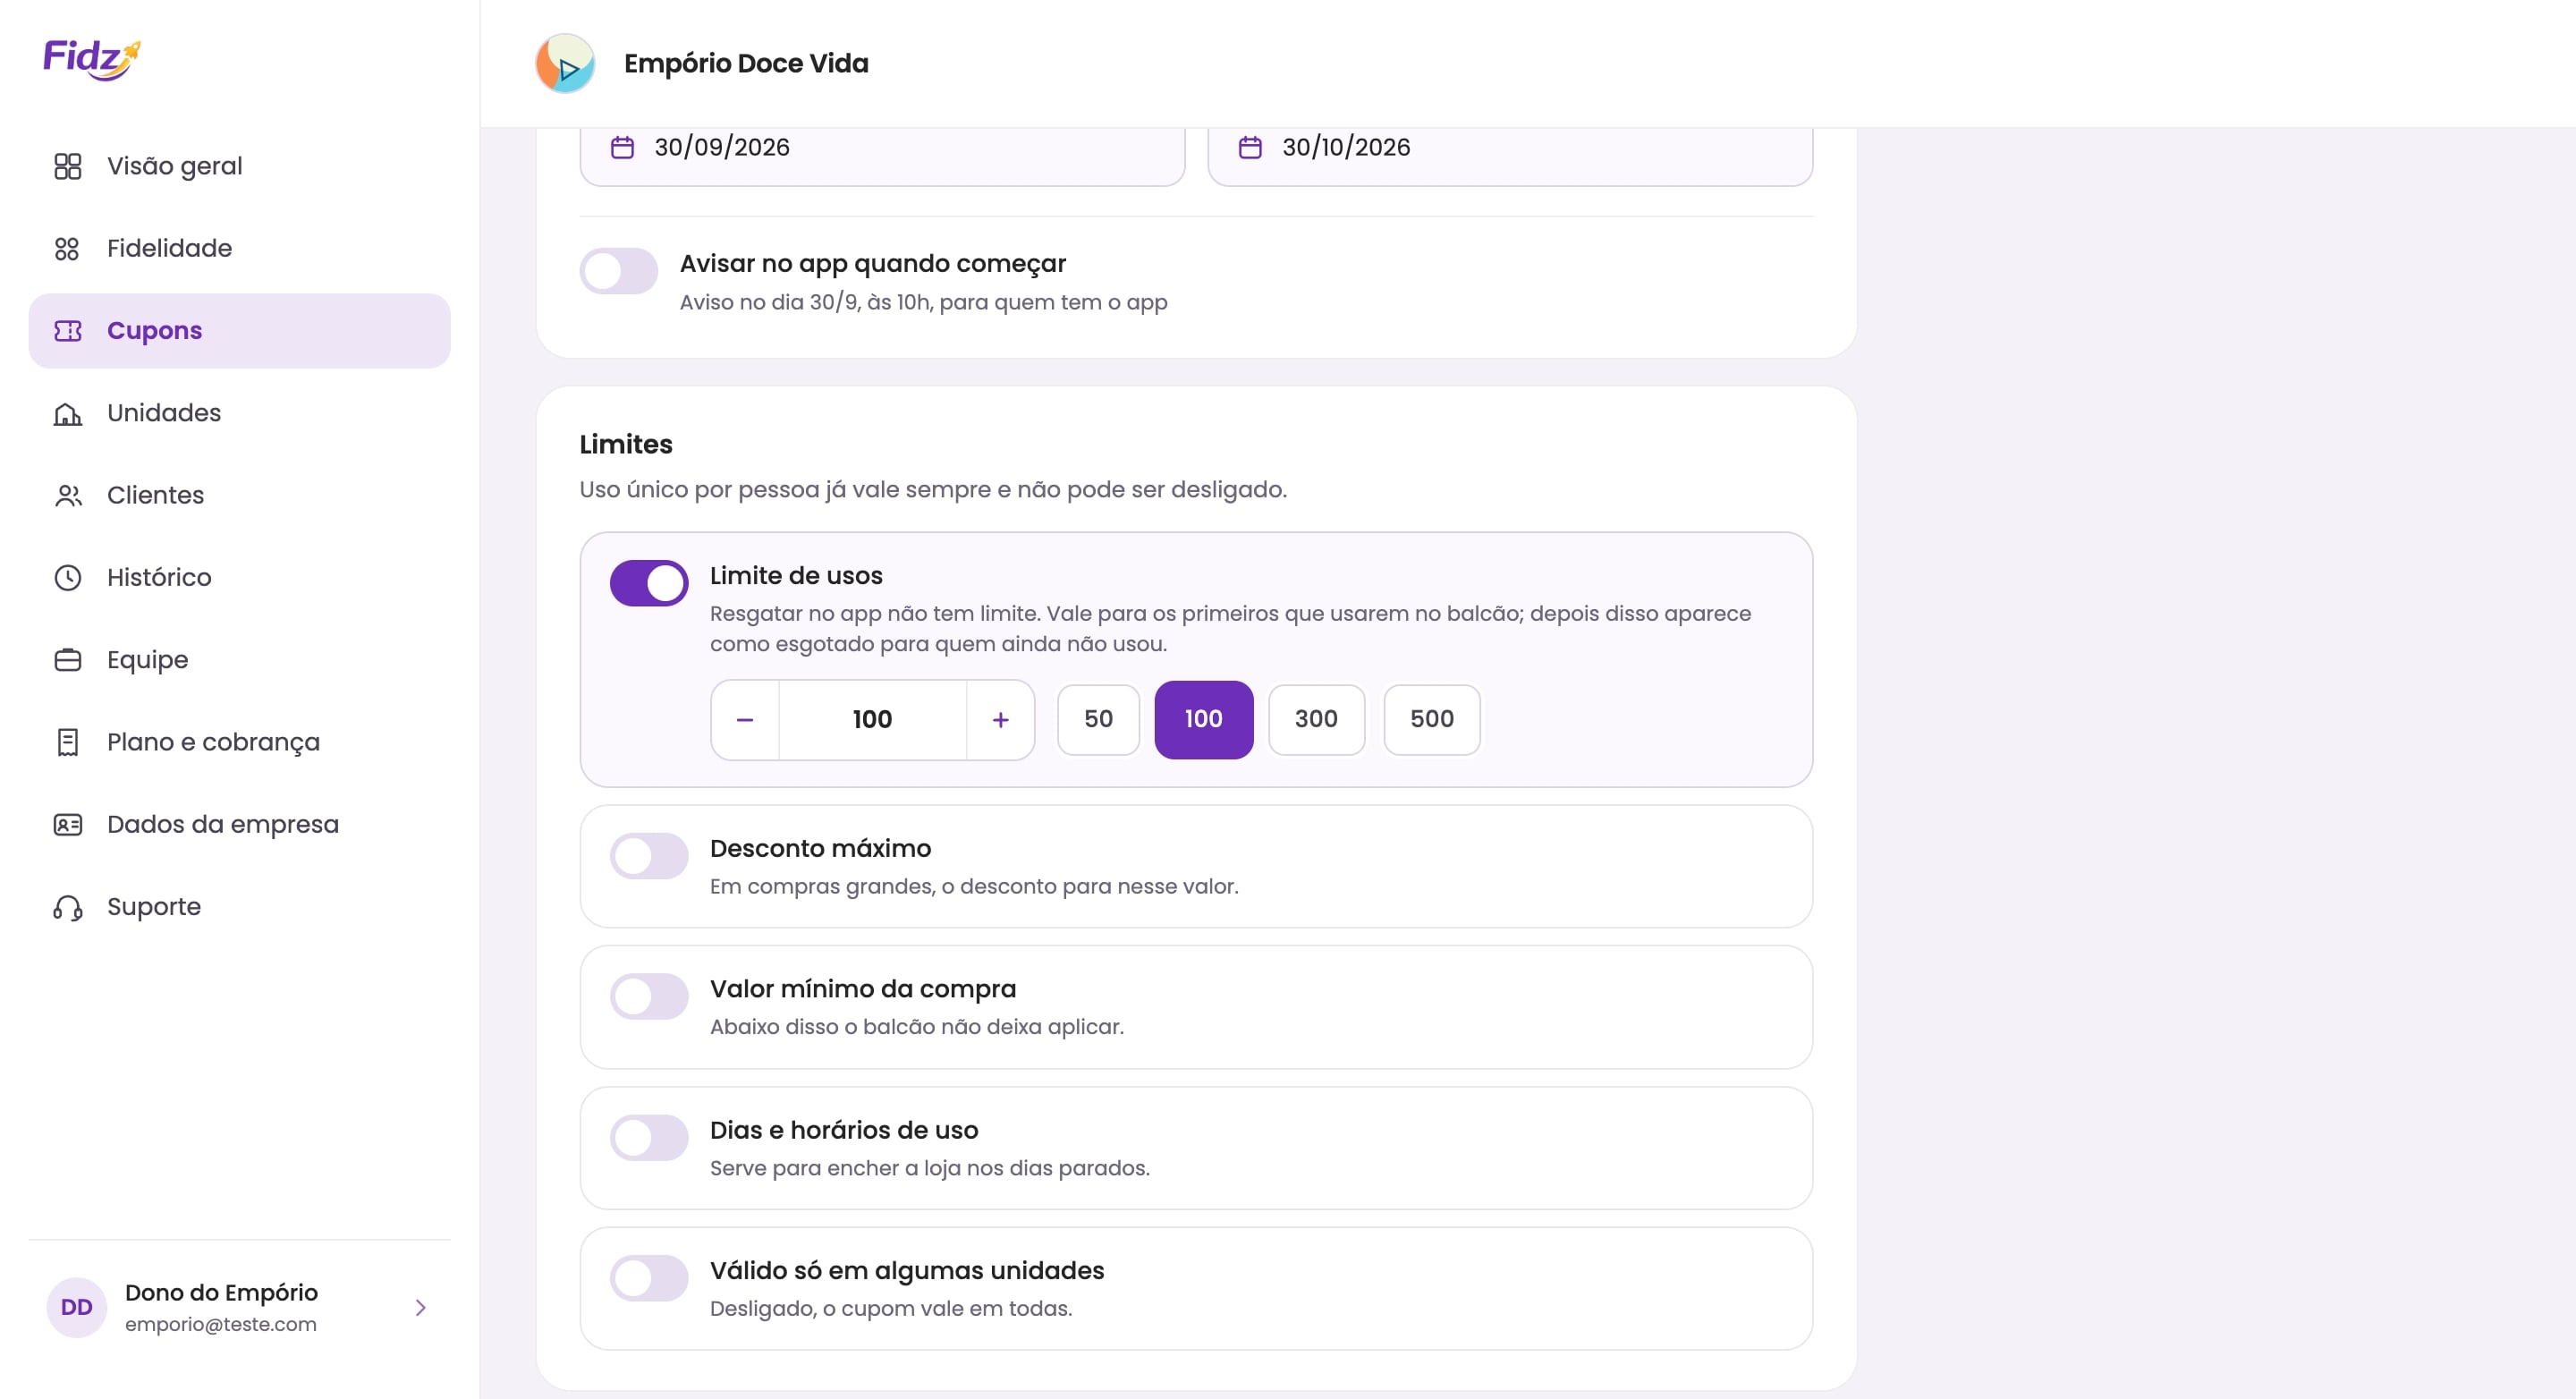 Fidz
Empório Doce Vida
Visão geral
Fidelidade
Cupons
Unidades
Clientes
Histórico
Equipe
Plano e cobrança
Dados da empresa
Suporte
DD
Dono do Empório
emporio@teste.com
30/09/2026
30/10/2026
Avisar no app quando começar
Aviso no dia 30/9, às 10h, para quem tem o app
Limites
Uso único por pessoa já vale sempre e não pode ser desligado.
Limite de usos
Resgatar no app não tem limite. Vale para os primeiros que usarem no balcão; depois disso aparece
como esgotado para quem ainda não usou.
− 100 + 50 100 300 500
Desconto máximo
Em compras grandes, o desconto para nesse valor.
Valor mínimo da compra
Abaixo disso o balcão não deixa aplicar.
Dias e horários de uso
Serve para encher a loja nos dias parados.
Válido só em algumas unidades
Desligado, o cupom vale em todas.